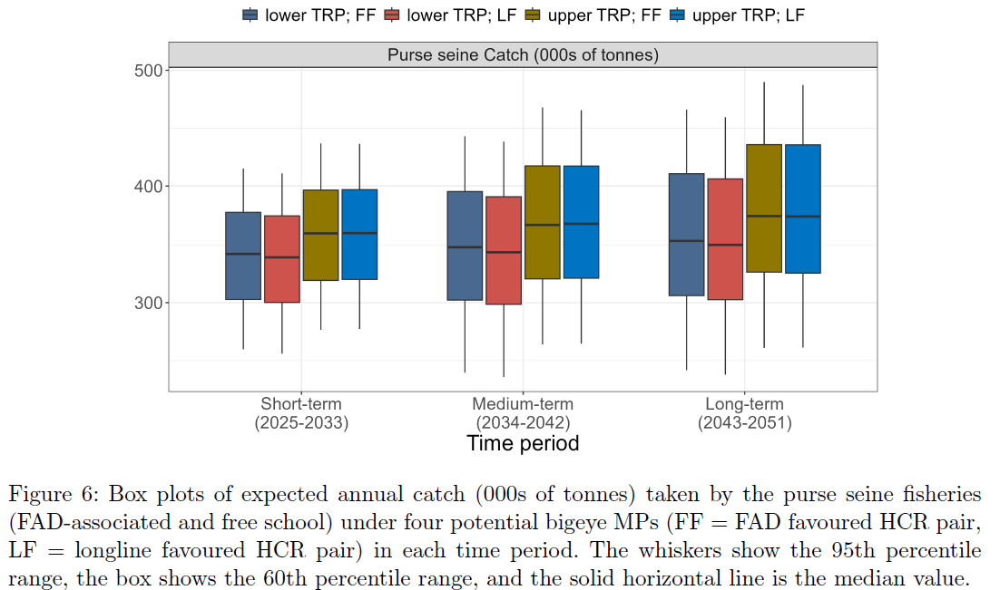 lower TRP; FF lower TRP; LF upper TRP; FF upper TRP; LF
Purse seine Catch (000s of tonnes)
500
400
300
Short-term Medium-term Long-term
(2025-2033) (2034-2042) (2043-2051)
Time period
Figure 6: Box plots of expected annual catch (000s of tonnes) taken by the purse seine fisheries
(FAD-associated and free school) under four potential bigeye MPs (FF = FAD favoured HCR pair,
LF = longline favoured HCR pair) in each time period. The whiskers show the 95th percentile
range, the box shows the 60th percentile range, and the solid horizontal line is the median value.